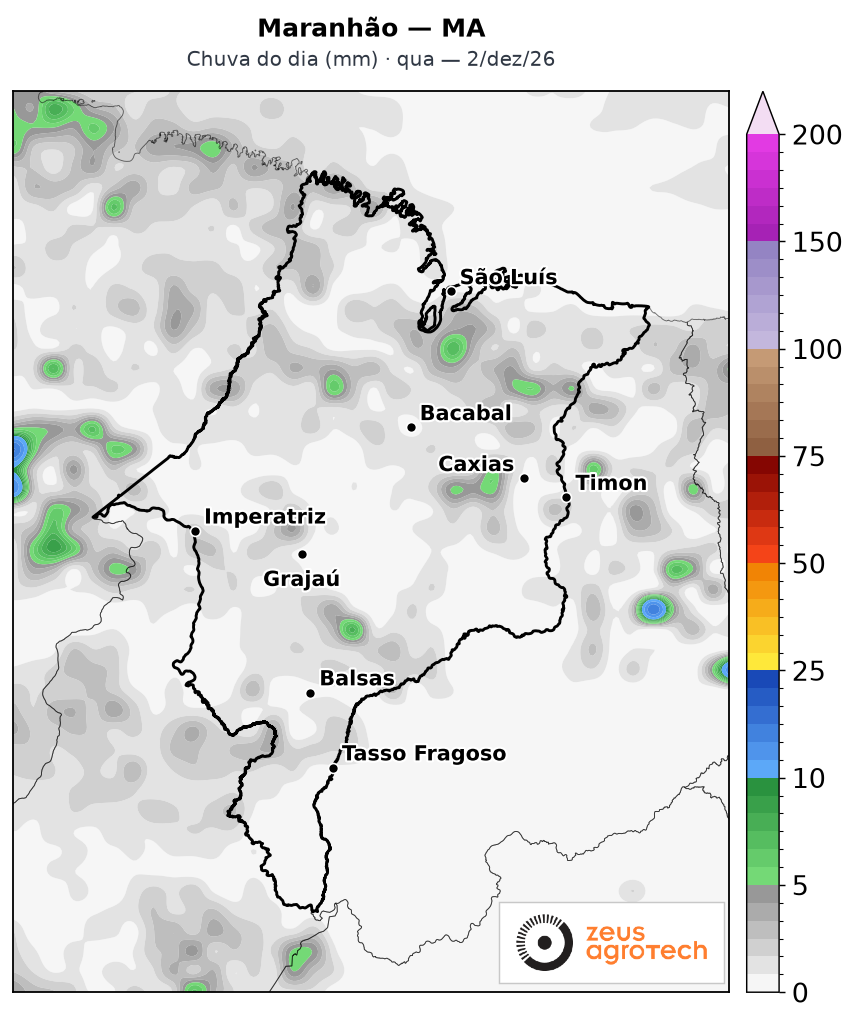 Maranhão — MA
Chuva do dia (mm) · qua — 2/dez/26
São Luís
Bacabal
Caxias
Timon
Imperatriz
Grajaú
Balsas
Tasso Fragoso
200
150
100
75
50
25
10
5
0
zeus
agrotech